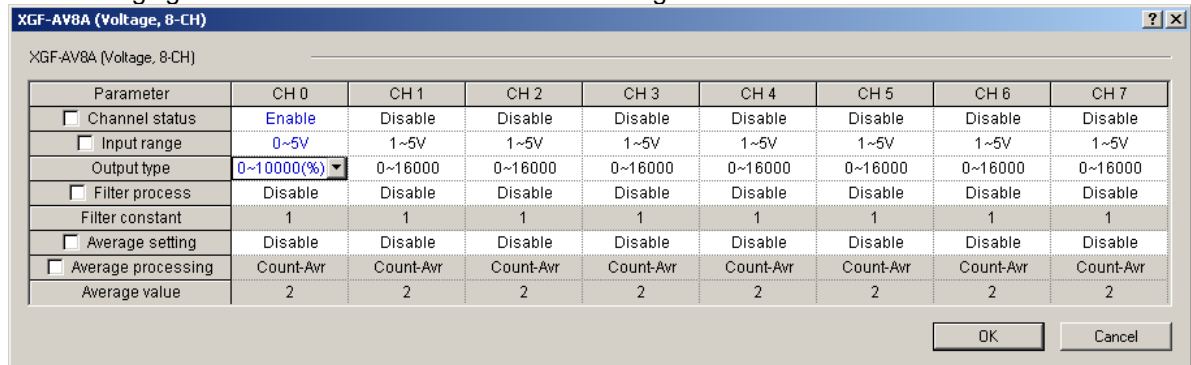 XGF-AV8A (Voltage, 8-CH)
XGF-AV8A (Voltage, 8-CH)
Parameter CH 0 CH 1 CH 2 CH 3 CH 4 CH 5 CH 6 CH 7
Channel status Enable Disable Disable Disable Disable Disable Disable Disable
Input range 0~5V 1~5V 1~5V 1~5V 1~5V 1~5V 1~5V 1~5V
Output type 0~10000(%) 0~16000 0~16000 0~16000 0~16000 0~16000 0~16000 0~16000
Filter process Disable Disable Disable Disable Disable Disable Disable Disable
Filter constant 1 1 1 1 1 1 1 1
Average setting Disable Disable Disable Disable Disable Disable Disable Disable
Average processing Count-Avr Count-Avr Count-Avr Count-Avr Count-Avr Count-Avr Count-Avr Count-Avr
Average value 2 2 2 2 2 2 2 2
OK Cancel